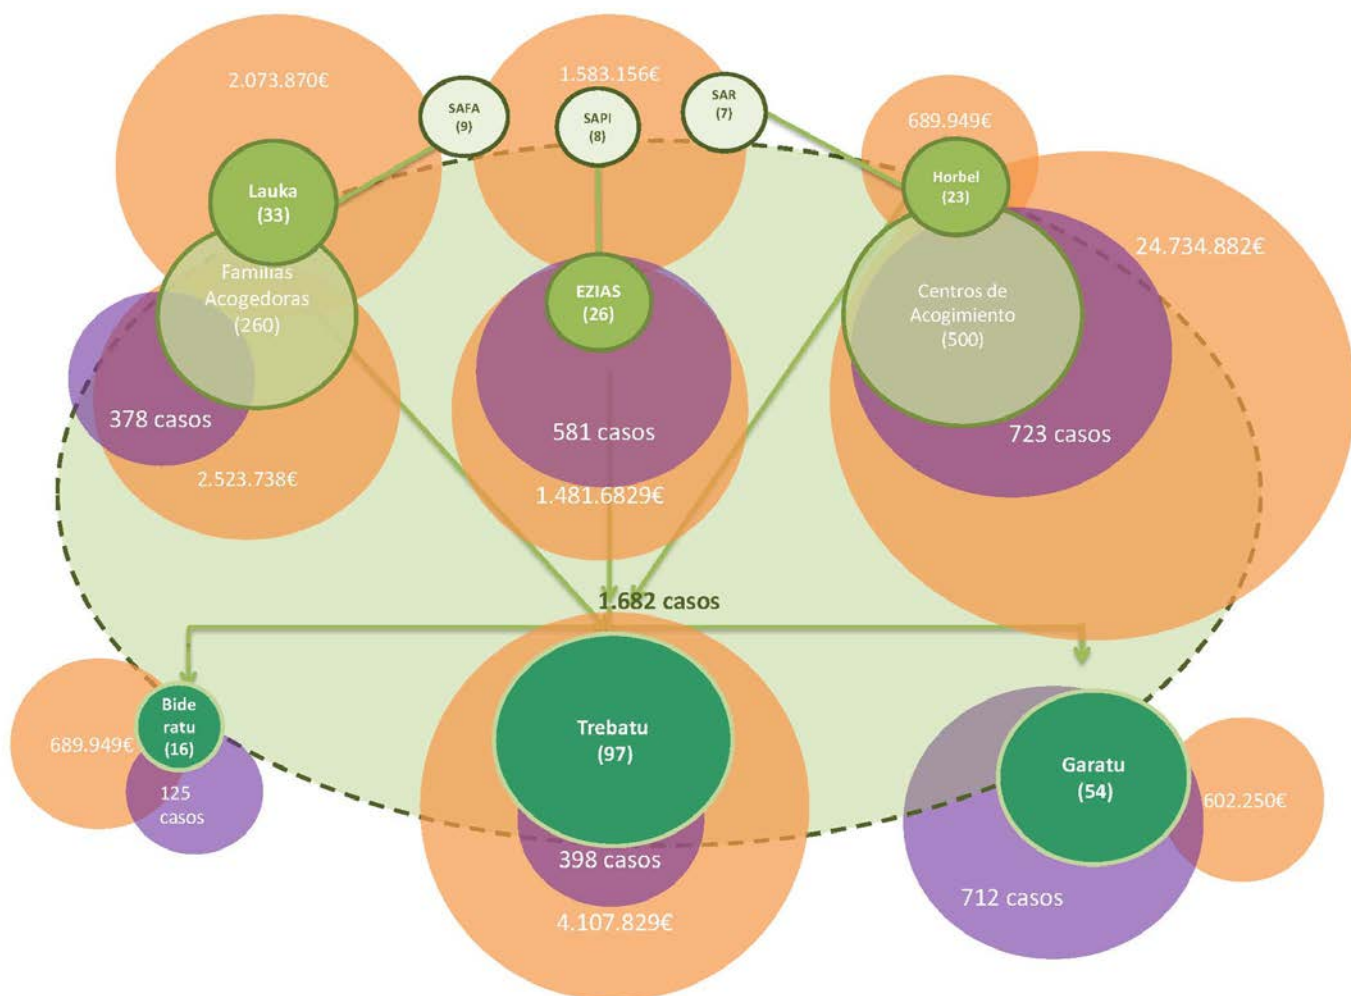 2.073.870€
SAFA
(9)
1.583.156€
SAPI
(8)
SAR
(7)
689.949€
Lauka
(33)
Horbel
(23)
24.734.882€
Familias
Acogedoras
(260)
EZIAS
(26)
Centros de
Acogimiento
(500)
378 casos
581 casos
723 casos
2.523.738€
1.481.6829€
1.682 casos
Bide
ratu
(16)
689.949€
125
casos
Trebatu
(97)
398 casos
4.107.829€
Garatu
(54)
602.250€
712 casos